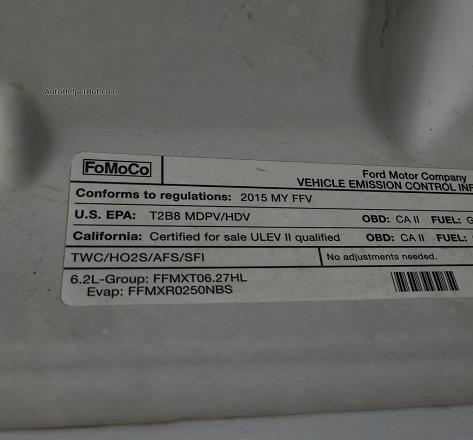 AutoHelperBot.com
FoMoCo
Ford Motor Company
VEHICLE EMISSION CONTROL
Conforms to regulations: 2015 MY FFV
U.S. EPA: T2B8 MDPV/HDV OBD: CA II FUEL: G
California: Certified for sale ULEV II qualified OBD: CA II FUEL:
TWC/HO2S/AFS/SFI No adjustments needed.
6.2L-Group: FFMXT06.27HL
Evap: FFMXR0250NBS